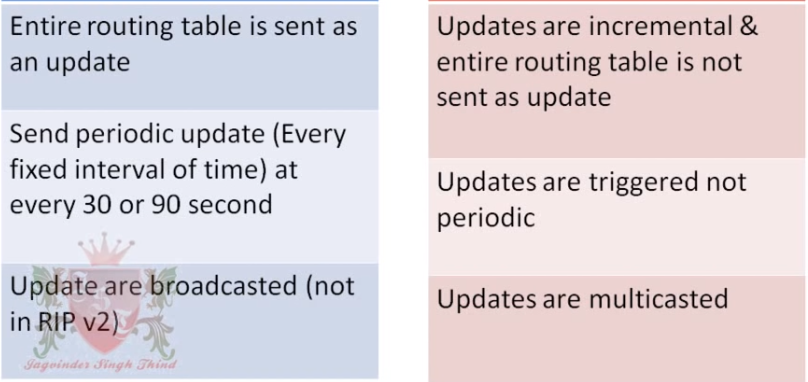 Entire routing table is sent as
an update
Send periodic update (Every
fixed interval of time) at
every 30 or 90 second
Update are broadcasted (not
in RIP v2)
Jagvinder Singh Thind
Updates are incremental &
entire routing table is not
sent as update
Updates are triggered not
periodic
Updates are multicasted